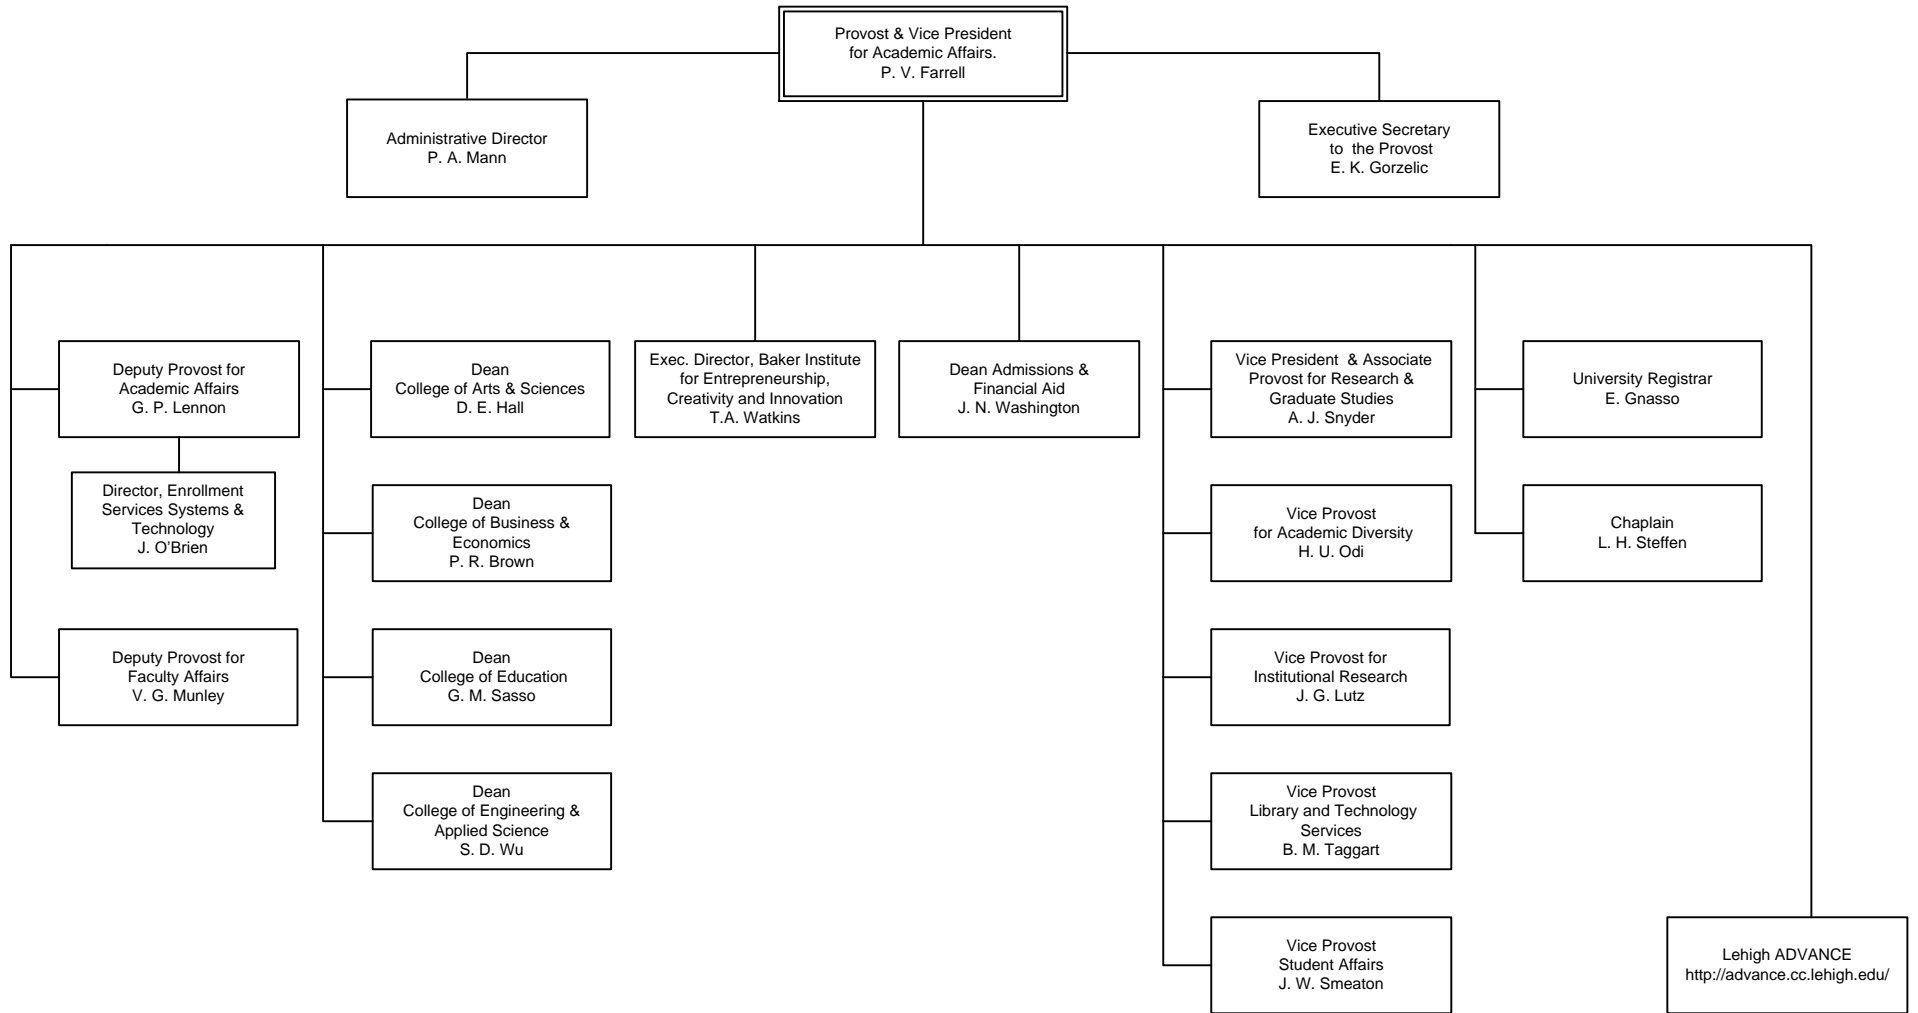 Provost & Vice President
for Academic Affairs.
P. V. Farrell
Administrative Director
P. A. Mann
Executive Secretary
to the Provost
E. K. Gorzelic
Deputy Provost for
Academic Affairs
G. P. Lennon
Director, Enrollment
Services Systems &
Technology
J. O'Brien
Deputy Provost for
Faculty Affairs
V. G. Munley
Dean
College of Arts & Sciences
D. E. Hall
Dean
College of Business &
Economics
P. R. Brown
Dean
College of Education
G. M. Sasso
Dean
College of Engineering &
Applied Science
S. D. Wu
Exec. Director, Baker Institute
for Entrepreneurship,
Creativity and Innovation
T.A. Watkins
Dean Admissions &
Financial Aid
J. N. Washington
Vice President & Associate
Provost for Research &
Graduate Studies
A. J. Snyder
Vice Provost
for Academic Diversity
H. U. Odi
Vice Provost for
Institutional Research
J. G. Lutz
Vice Provost
Library and Technology
Services
B. M. Taggart
Vice Provost
Student Affairs
J. W. Smeaton
University Registrar
E. Gnasso
Chaplain
L. H. Steffen
Lehigh ADVANCE
http://advance.cc.lehigh.edu/